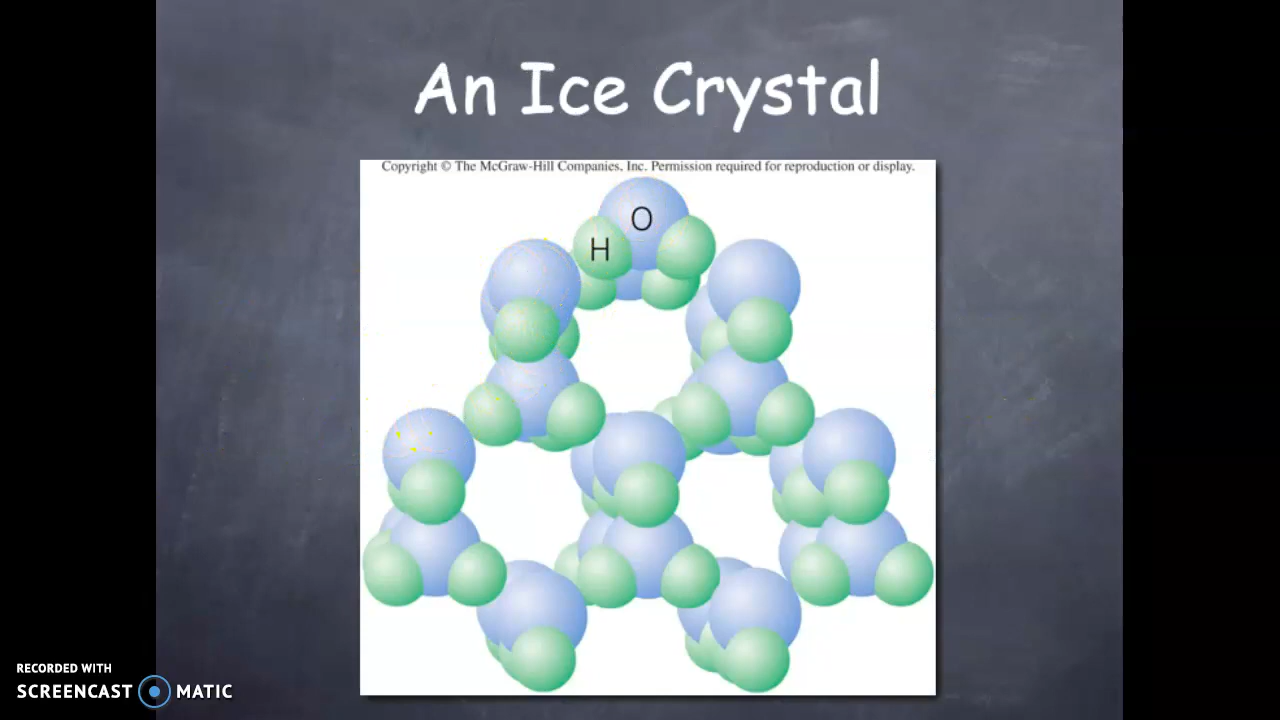 An Ice Crystal
Copyright © The McGraw-Hill Companies, Inc. Permission required for reproduction or display.
O
H
RECORDED WITH
SCREENCAST MATIC